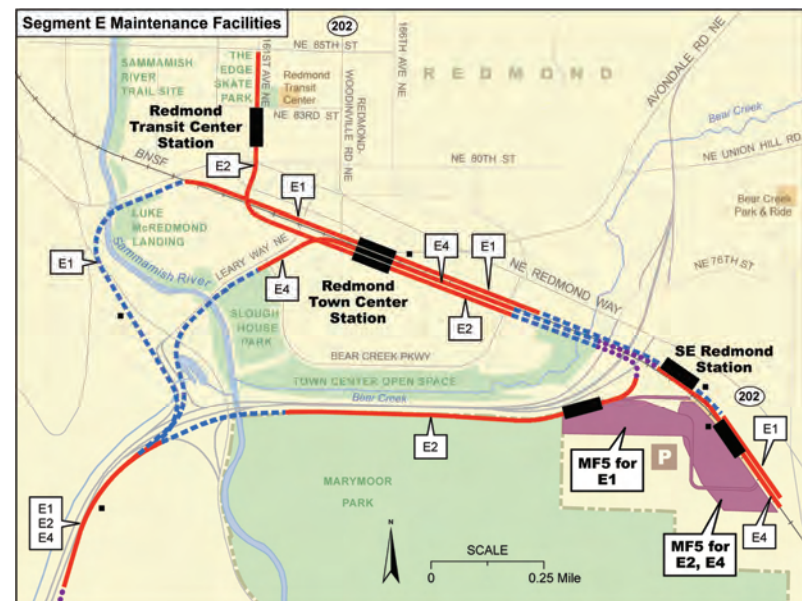 Segment E Maintenance Facilities
202
NE 85TH ST
SAMMAMISH
RIVER
TRAIL SITE
THE
EDGE
SKATE
PARK
161ST AVE NE
Redmond
Transit
Center
REDMOND-
WOODINVILLE RD NE
166TH AVE NE
REDMOND
AVONDALE RD NE
Redmond
Transit Center
Station
NE 83RD ST
Bear Creek
BNSF
E2
NE 80TH ST
NE UNION HILL RD
E1
Bear Creek
Park & Ride
LUKE
McREDMOND
LANDING
E1
Sammamish River
LEARY WAY NE
E4
E1
E4
NE REDMOND WAY
NE 76TH ST
Redmond
Town Center
Station
E2
SLOUGH
HOUSE
PARK
BEAR CREEK PKWY
SE Redmond
Station
TOWN CENTER OPEN SPACE
Bear Creek
202
E2
E1
MF5 for
E1
P
MARYMOOR
PARK
E1
E2
E4
MF5 for
E2, E4
E4
N
SCALE
0
0.25 Mile